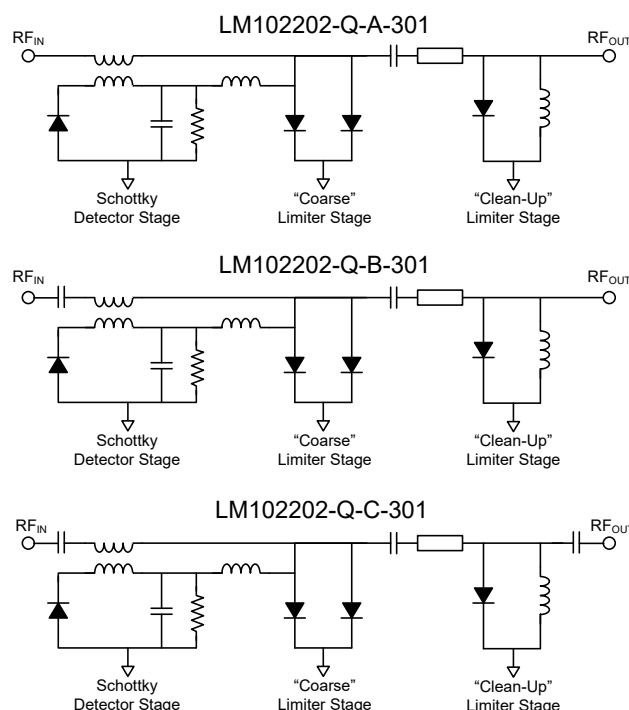 LM102202-Q-A-301
RFIN
RFOUT
Schottky
Detector Stage
“Coarse”
Limiter Stage
“Clean-Up”
Limiter Stage
LM102202-Q-B-301
RFIN
RFOUT
Schottky
Detector Stage
“Coarse”
Limiter Stage
“Clean-Up”
Limiter Stage
LM102202-Q-C-301
RFIN
RFOUT
Schottky
Detector Stage
“Coarse”
Limiter Stage
“Clean-Up”
Limiter Stage